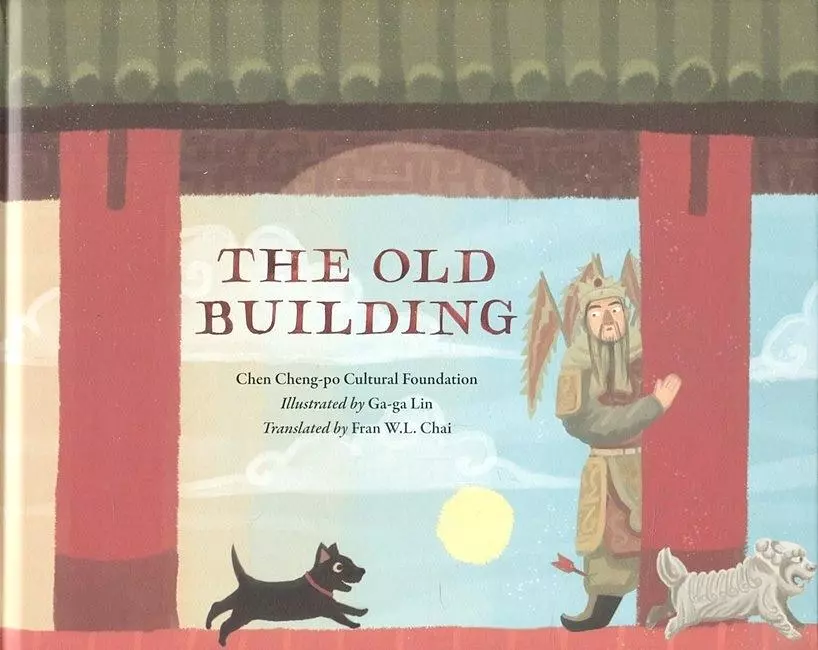 THE OLD
BUILDING
Chen Cheng-po Cultural Foundation
Illustrated by Ga-ga Lin
Translated by Fran W.L. Chai